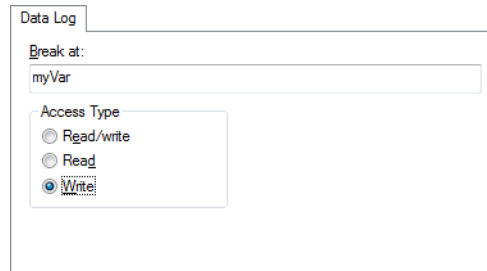 Data Log
Break at:
myVar
Access Type
Read/write
Read
Write